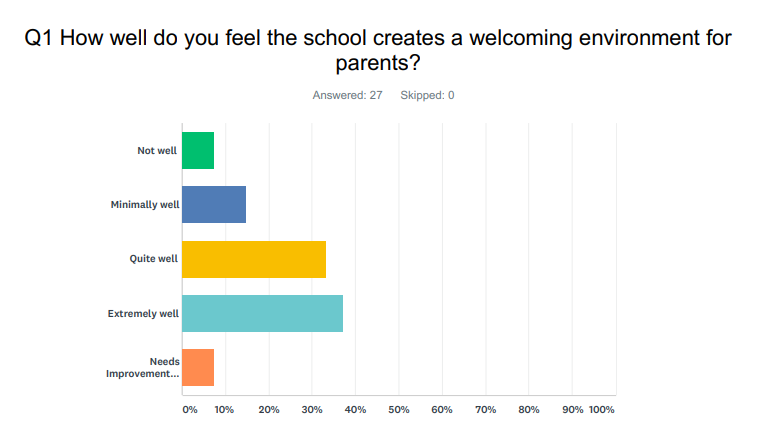 Q1 How well do you feel the school creates a welcoming environment for
parents?
Answered: 27 Skipped: 0
Not well
Minimally well
Quite well
Extremely well
Needs
Improvement...
0% 10% 20% 30% 40% 50% 60% 70% 80% 90% 100%